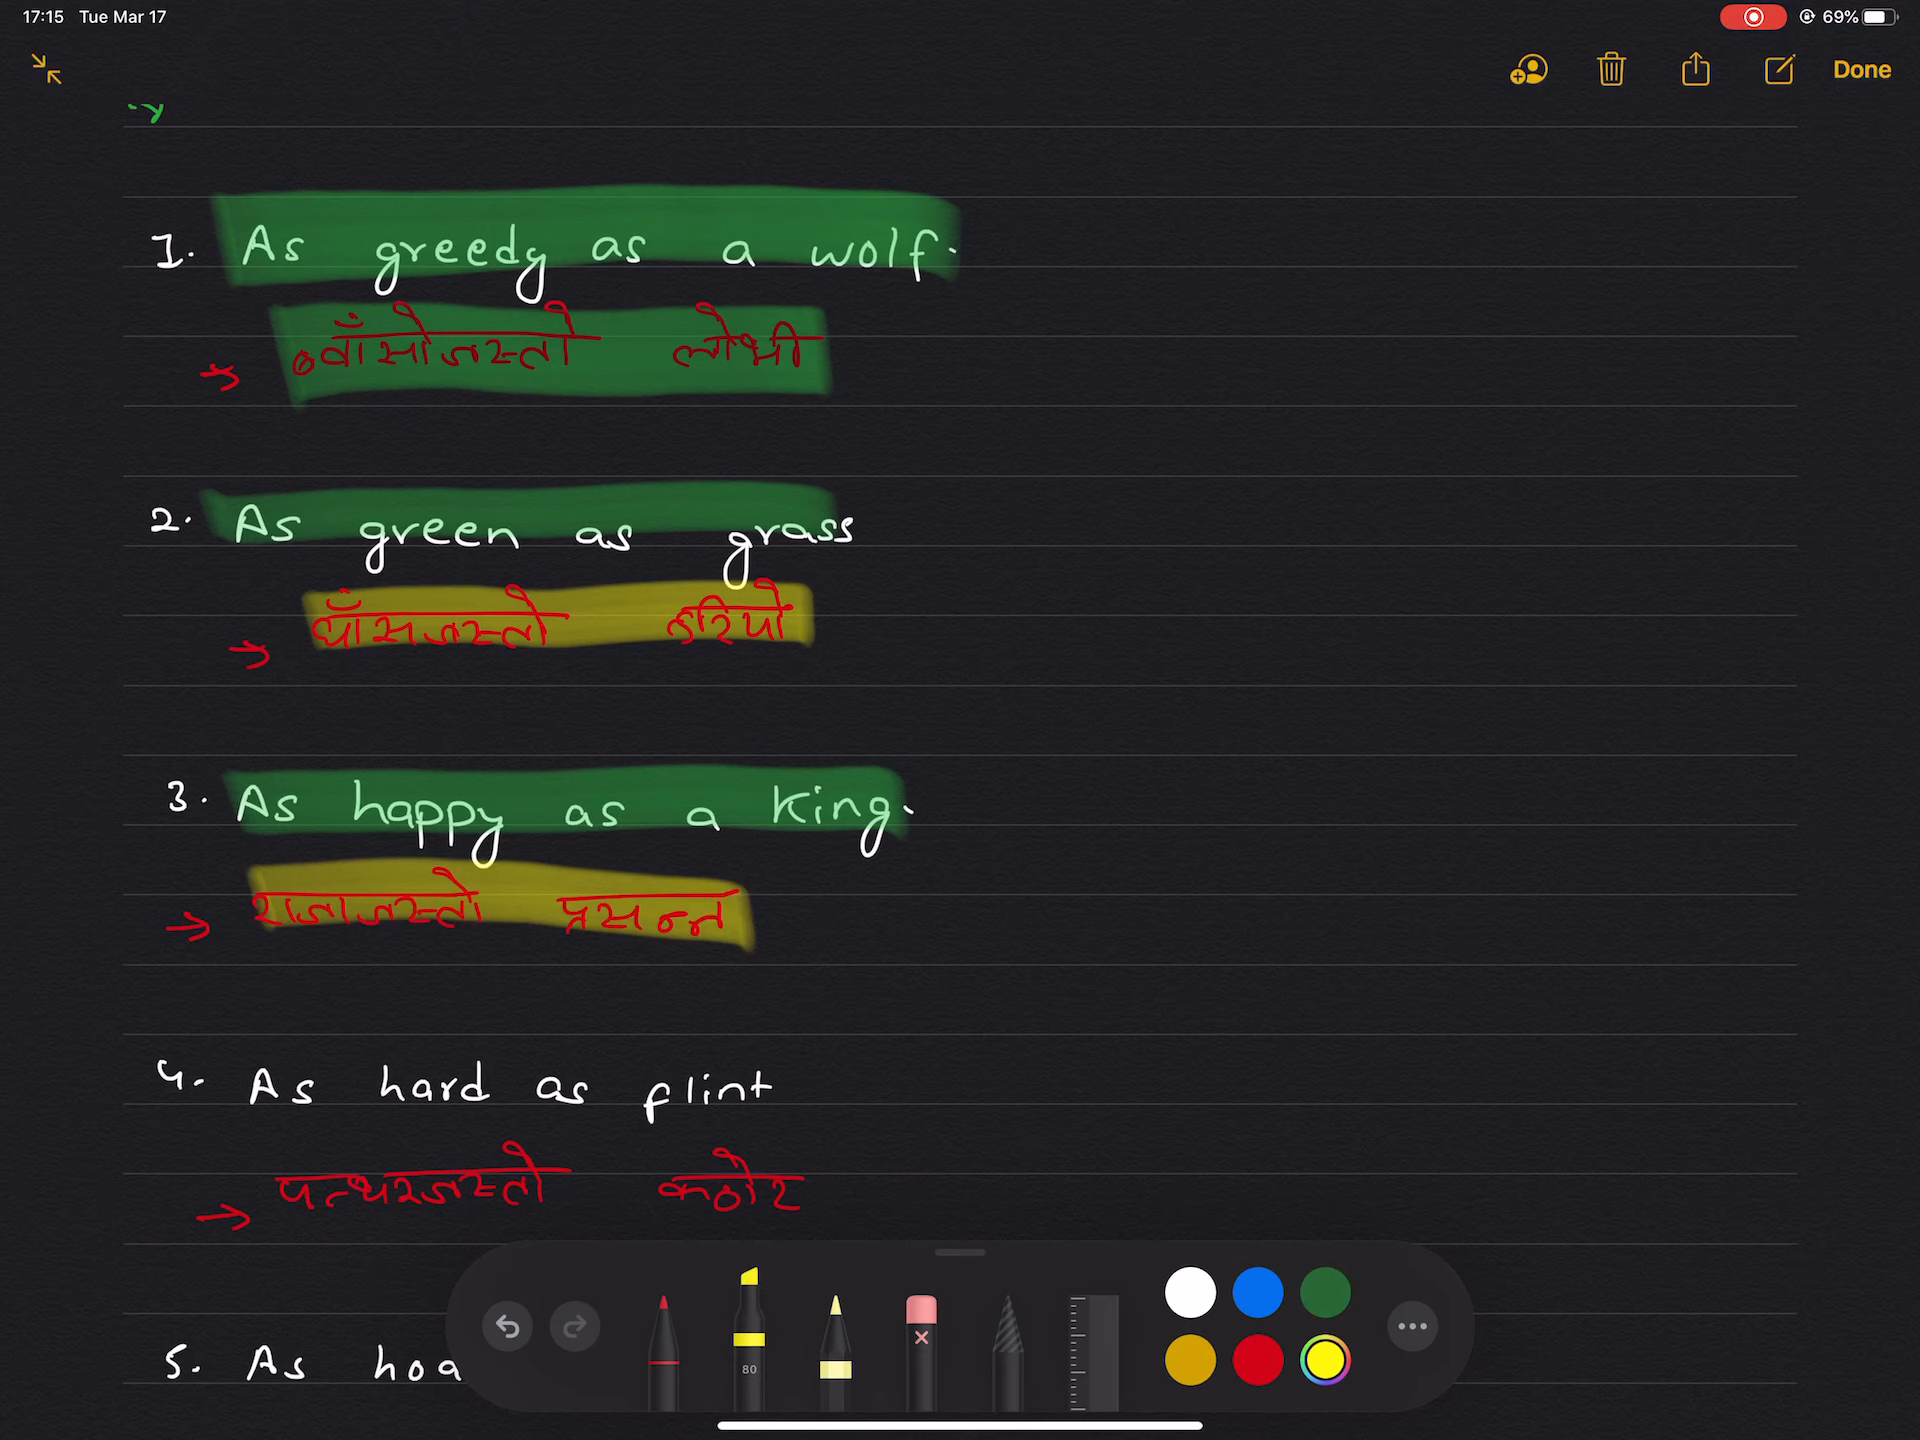 17:15 Tue Mar 17
69%
Done
1. As greedy as a wolf.
→ ब्वाँसोजस्तो लोभी
2. As green as grass
→ घाँसजस्तो हरियो
3. As happy as a King.
→ राजाजस्तो प्रसन्न
4. As hard as flint
→ पत्थरजस्तो कठोर
80
5. As hoa